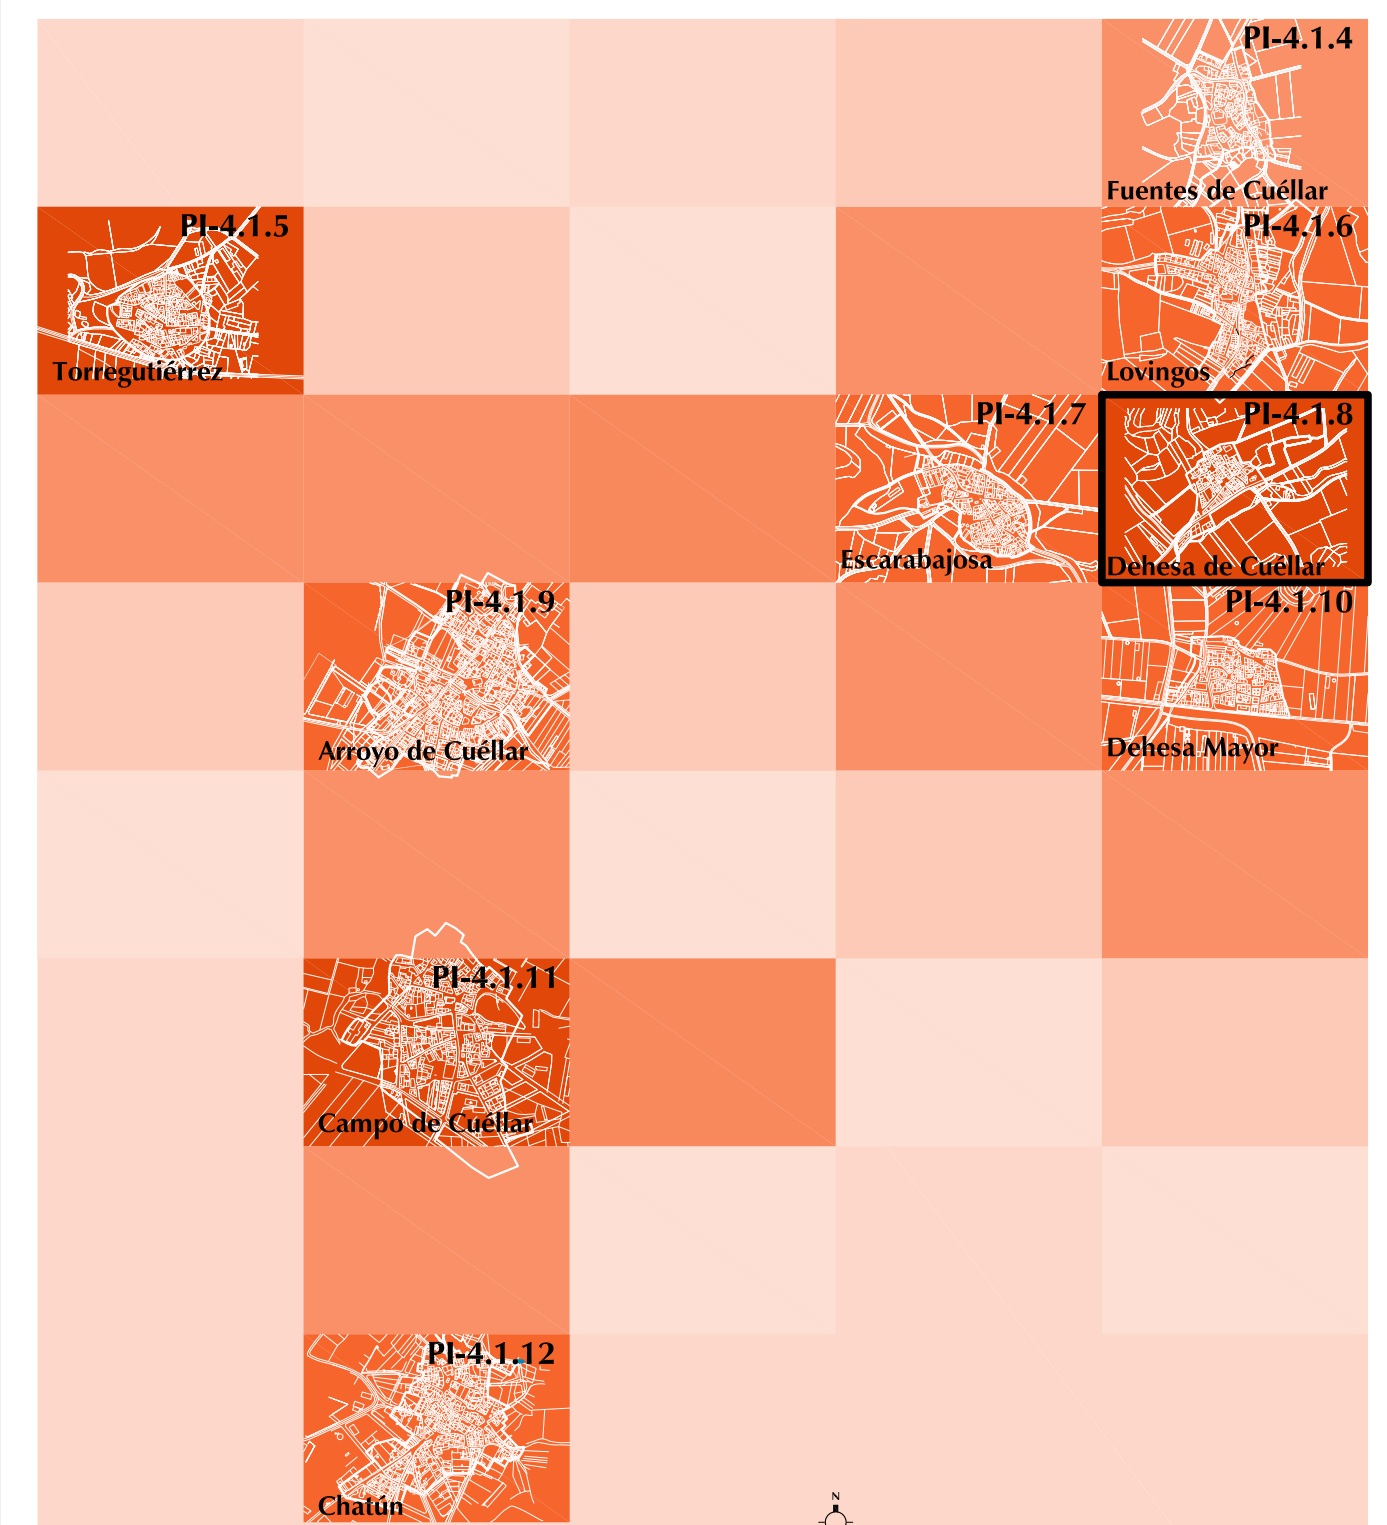 PI-4.1.4
Fuentes de Cuéllar
PI-4.1.5
Torregutiérrez
PI-4.1.6
Lovingos
PI-4.1.7
Escarabajosa
PI-4.1.8
Dehesa de Cuéllar
PI-4.1.9
Arroyo de Cuéllar
PI-4.1.10
Dehesa Mayor
PI-4.1.11
Campo de Cuéllar
PI-4.1.12
Chatún
N